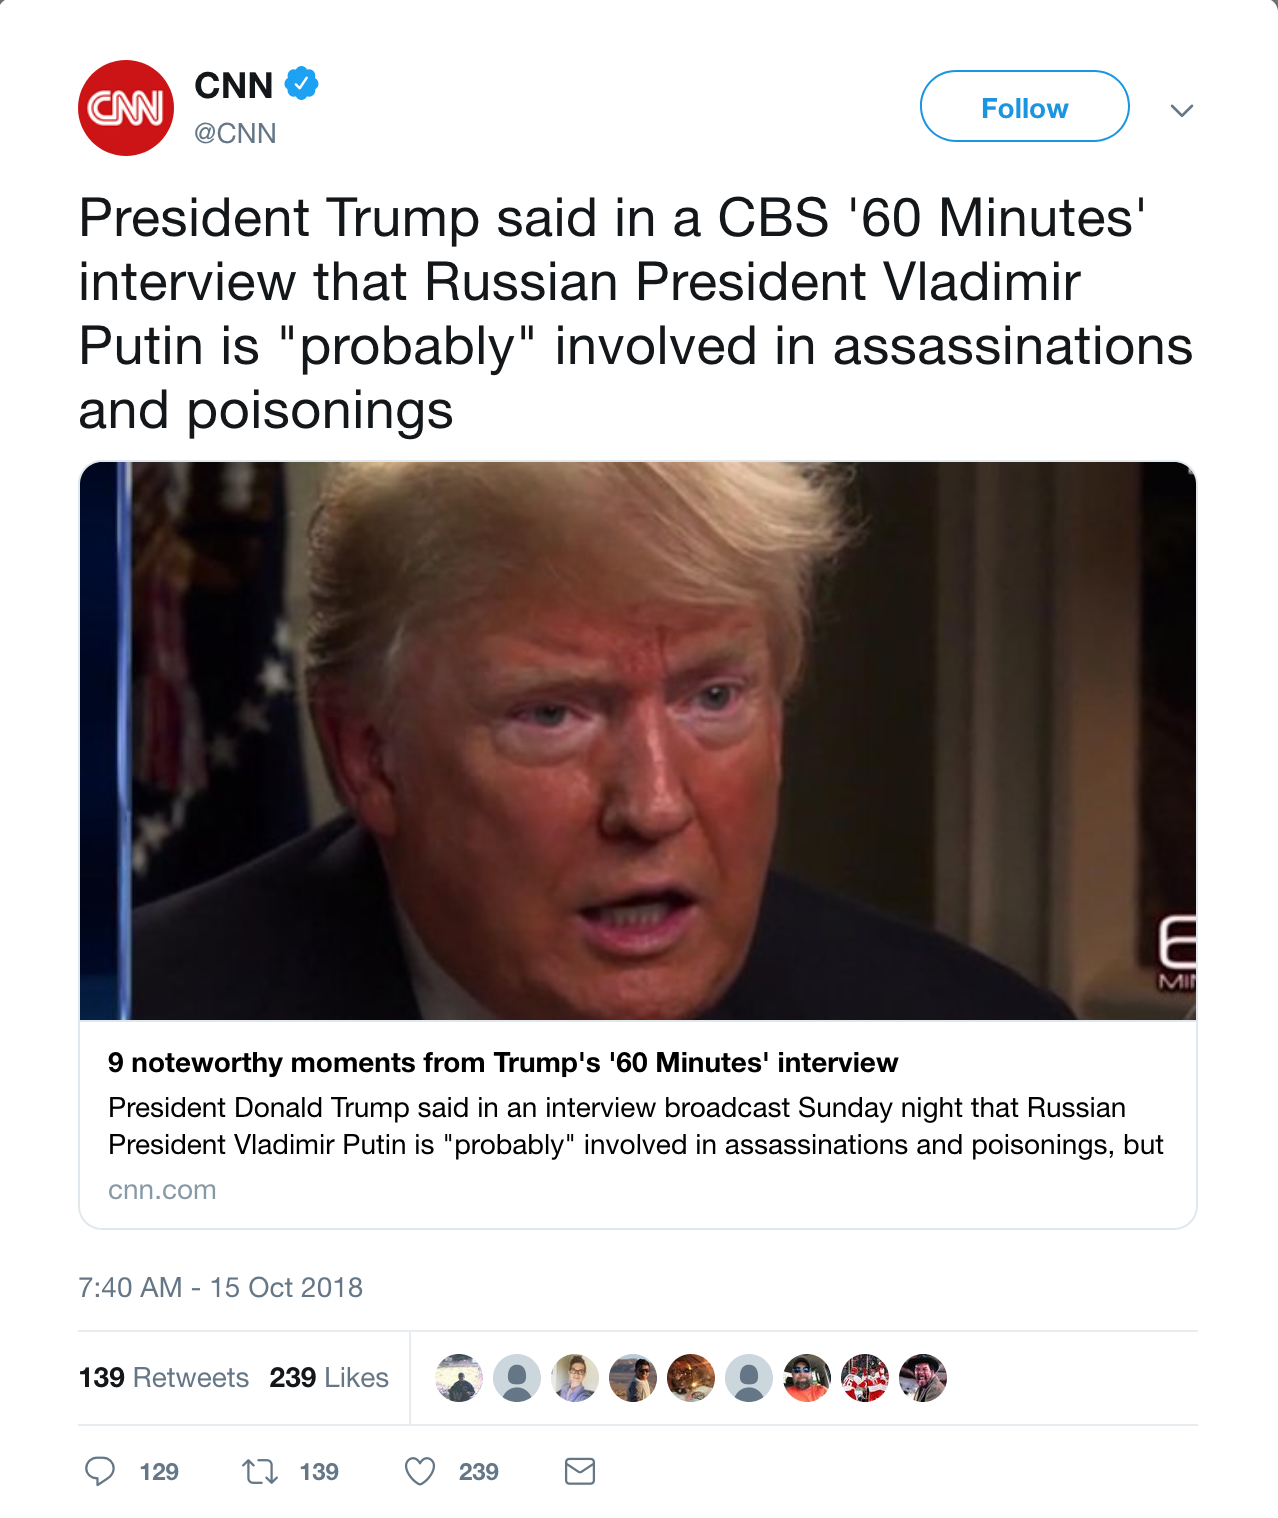 CNN
CNN
@CNN
Follow
President Trump said in a CBS '60 Minutes'
interview that Russian President Vladimir
Putin is "probably" involved in assassinations
and poisonings
6
MIN
9 noteworthy moments from Trump's '60 Minutes' interview
President Donald Trump said in an interview broadcast Sunday night that Russian
President Vladimir Putin is "probably" involved in assassinations and poisonings, but
cnn.com
7:40 AM - 15 Oct 2018
139 Retweets 239 Likes
129 139 239